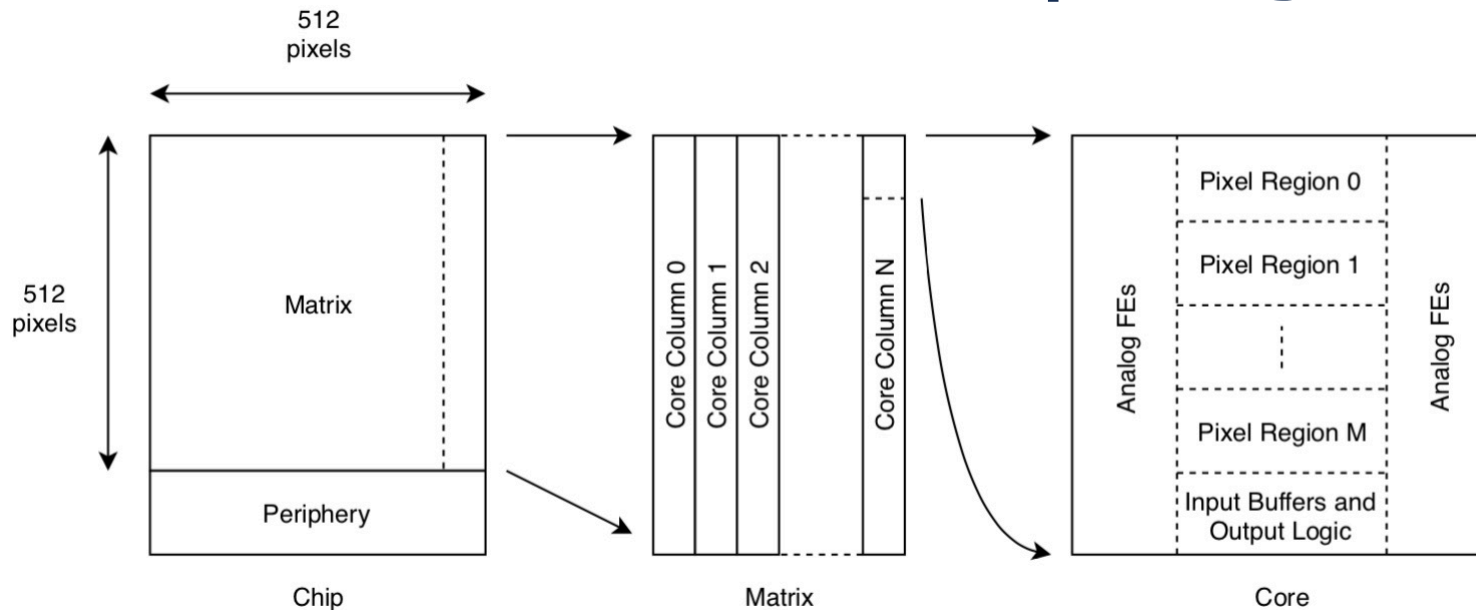 512
pixels
512
pixels
Matrix
Periphery
Chip
Core Column 0
Core Column 1
Core Column 2
Core Column N
Matrix
Analog FEs
Pixel Region 0
Pixel Region 1
Pixel Region M
Input Buffers and
Output Logic
Analog FEs
Core